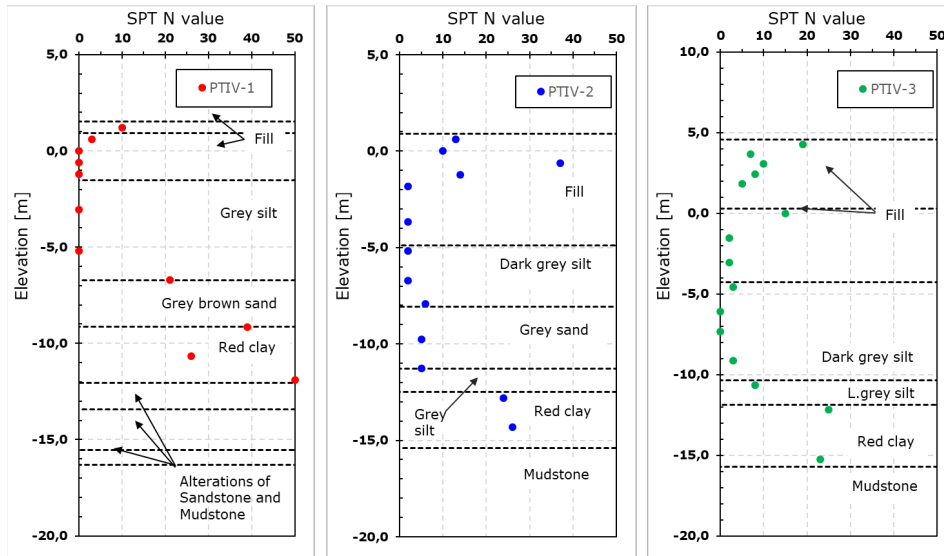 SPT N value
0 10 20 30 40 50
5,0
0,0
-5,0
-10,0
-15,0
-20,0
Elevation [m]
PTIV-1
Fill
Grey silt
Grey brown sand
Red clay
Alterations of
Sandstone and
Mudstone
SPT N value
0 10 20 30 40 50
5,0
0,0
-5,0
-10,0
-15,0
-20,0
Elevation [m]
PTIV-2
Fill
Dark grey silt
Grey sand
Grey
silt
Red clay
Mudstone
SPT N value
0 10 20 30 40 50
10,0
5,0
0,0
-5,0
-10,0
-15,0
-20,0
Elevation [m]
PTIV-3
Fill
Dark grey silt
L.grey silt
Red clay
Mudstone